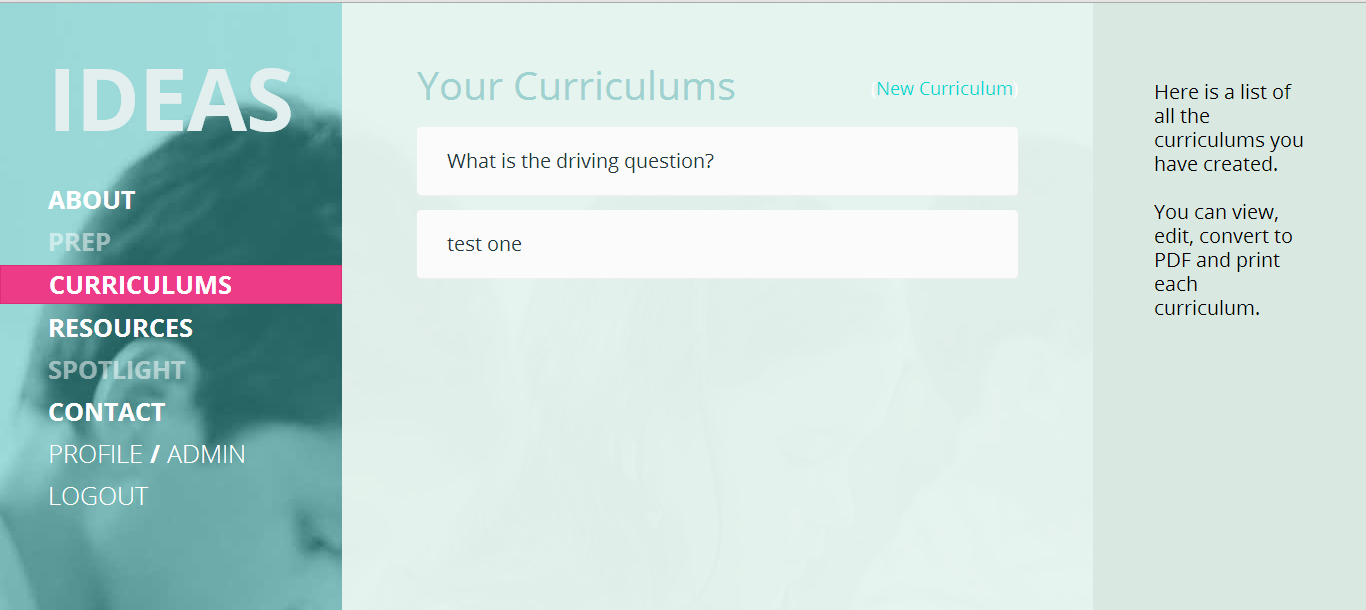 IDEAS
ABOUT
PREP
CURRICULUMS
RESOURCES
SPOTLIGHT
CONTACT
PROFILE / ADMIN
LOGOUT
Your Curriculums
(New Curriculum)
What is the driving question?
test one
Here is a list of
all the
curriculums you
have created.
You can view,
edit, convert to
PDF and print
each
curriculum.